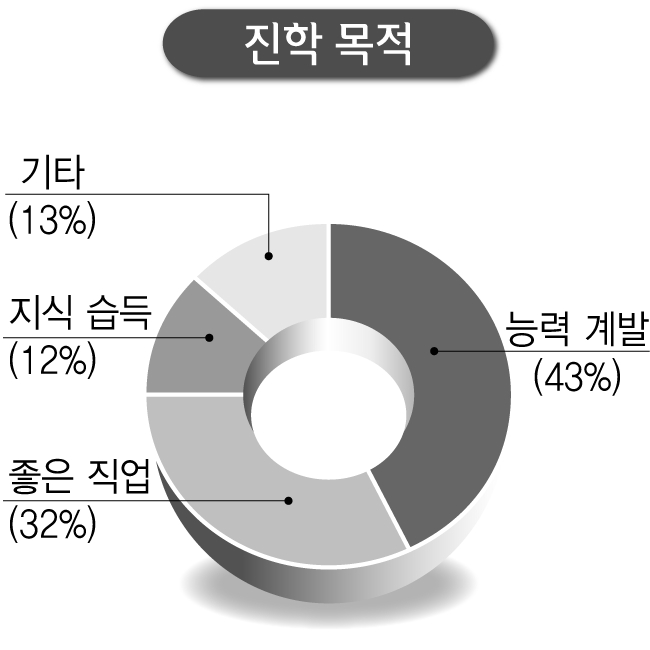 진학 목적
기타
(13%)
지식 습득
(12%)
능력 계발
(43%)
좋은 직업
(32%)